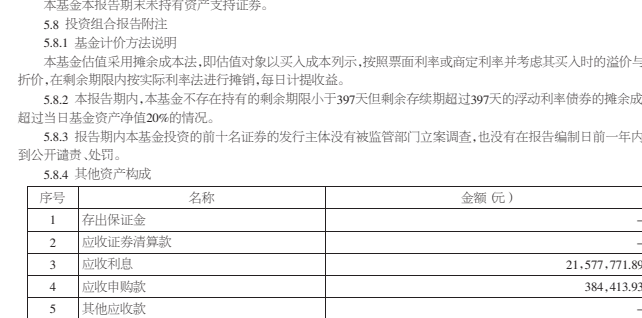 本基金本报告期末未持有资产支持证券。
5.8 投资组合报告附注
5.8.1 基金计价方法说明
本基金估值采用摊余成本法,即估值对象以买入成本列示,按照票面利率或商定利率并考虑其买入时的溢价与
折价,在剩余期限内按实际利率法进行摊销,每日计提收益。
5.8.2 本报告期内,本基金不存在持有的剩余期限小于397天但剩余存续期超过397天的浮动利率债券的摊余成
超过当日基金资产净值20%的情况。
5.8.3 报告期内本基金投资的前十名证券的发行主体没有被监管部门立案调查,也没有在报告编制日前一年内
到公开谴责、处罚。
5.8.4 其他资产构成
序号 名称 金额(元)
1 存出保证金 –
2 应收证券清算款 –
3 应收利息 21,577,771.89
4 应收申购款 384,413.93
5 其他应收款 –